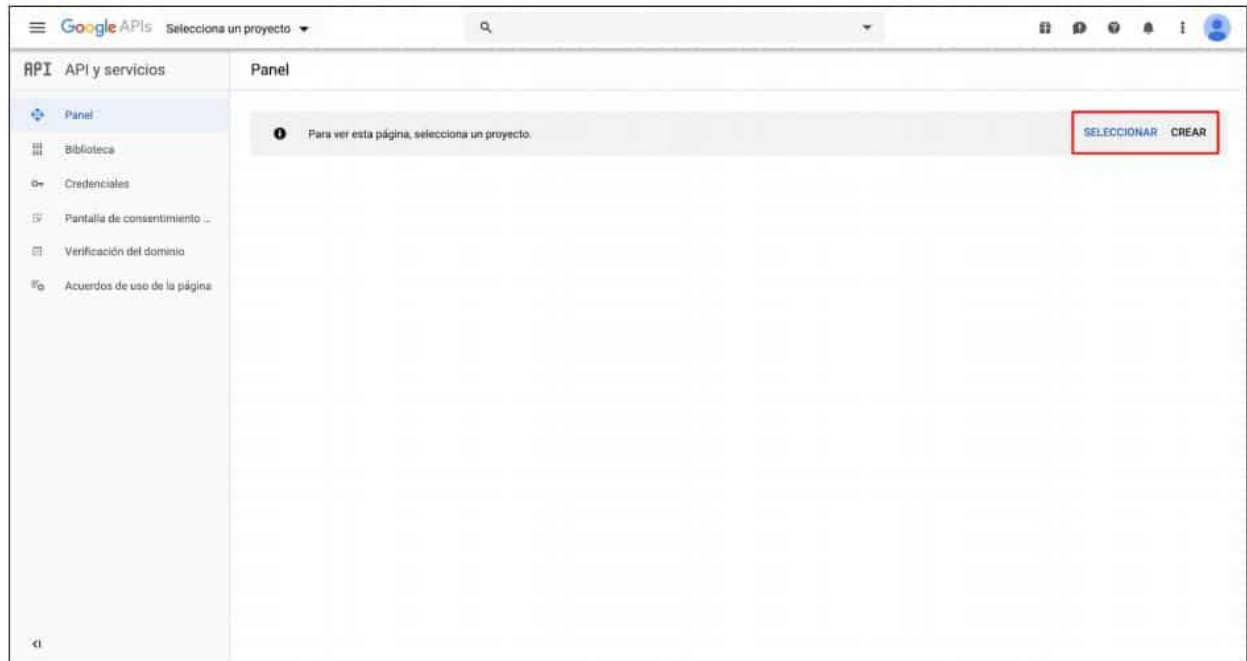 Google APIs Selecciona un proyecto
API API y servicios
Panel
Panel
Para ver esta página, selecciona un proyecto.
SELECCIONAR CREAR
Biblioteca
Credenciales
Pantalla de consentimiento ...
Verificación del dominio
Acuerdos de uso de la página